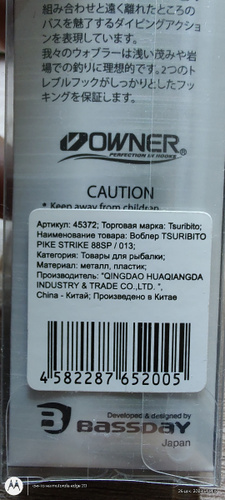 組み合わせと遠く離れたところの
バスを魅了するダイビングアクショ
ンを表現しています。
我々のウォブラーは浅い茂みや岩
場での釣りに理想的です。2つのト
レブルフックがしっかりとしたフッ
キングを保証します。
OWNER®
PERFECTION IN HOOKS
CAUTION
* Keep away from children
Артикул: 45372; Торговая марка: Tsuribito;
Наименование товара: Воблер TSURIBITO
PIKE STRIKE 88SP / 013;
Категория: Товары для рыбалки;
Материал: металл, пластик;
Производитель: "QINGDAO HUAQIANGDA
INDUSTRY & TRADE CO.,LTD. ",
China - Китай; Произведено в Китае
4 582287 652005
Developed & designed by
BASSDAY
Japan